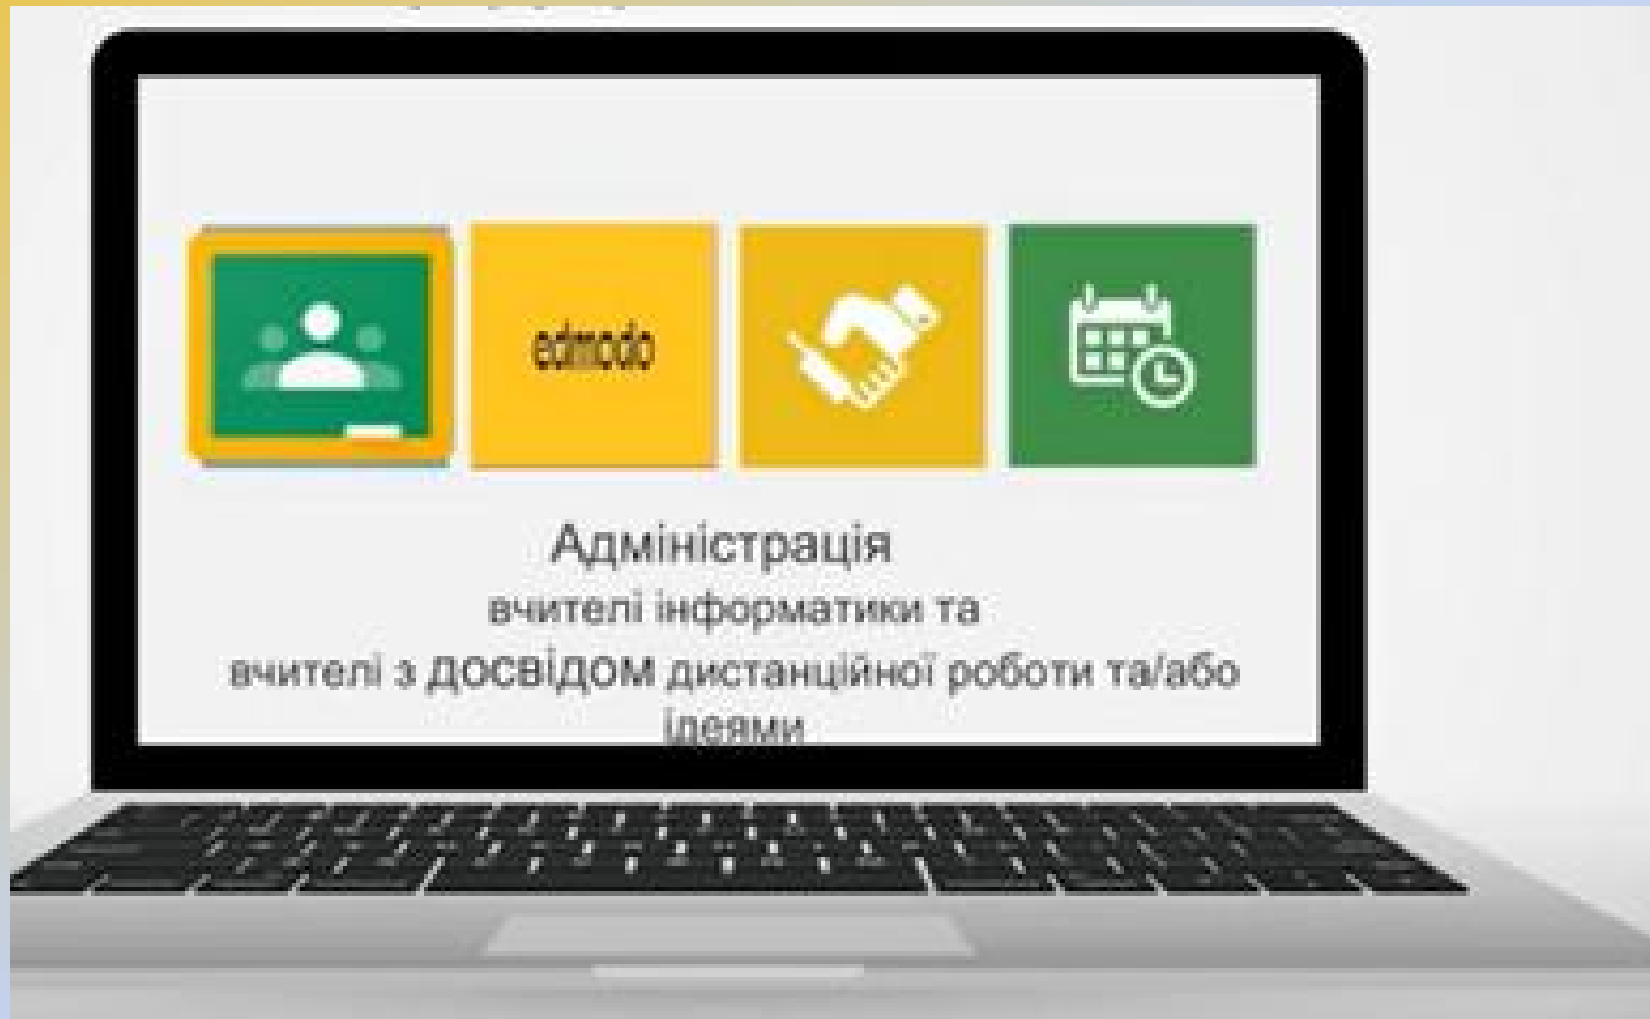 edmodo
Адміністрація
вчителі інформатики та
вчителі з ДОСВІДОМ дистанційної роботи та/або
ідеями